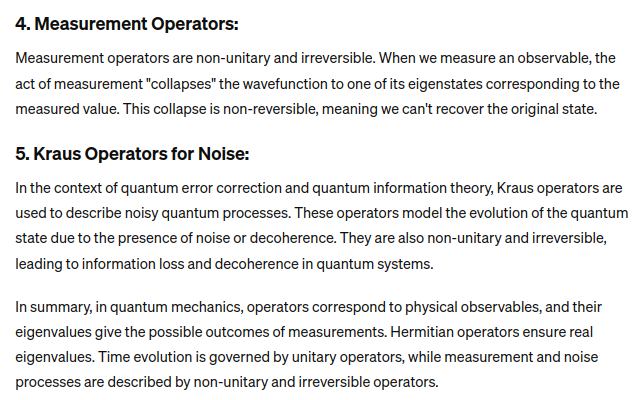 4. Measurement Operators:
Measurement operators are non-unitary and irreversible. When we measure an observable, the
act of measurement "collapses" the wavefunction to one of its eigenstates corresponding to the
measured value. This collapse is non-reversible, meaning we can't recover the original state.
5. Kraus Operators for Noise:
In the context of quantum error correction and quantum information theory, Kraus operators are
used to describe noisy quantum processes. These operators model the evolution of the quantum
state due to the presence of noise or decoherence. They are also non-unitary and irreversible,
leading to information loss and decoherence in quantum systems.
In summary, in quantum mechanics, operators correspond to physical observables, and their
eigenvalues give the possible outcomes of measurements. Hermitian operators ensure real
eigenvalues. Time evolution is governed by unitary operators, while measurement and noise
processes are described by non-unitary and irreversible operators.